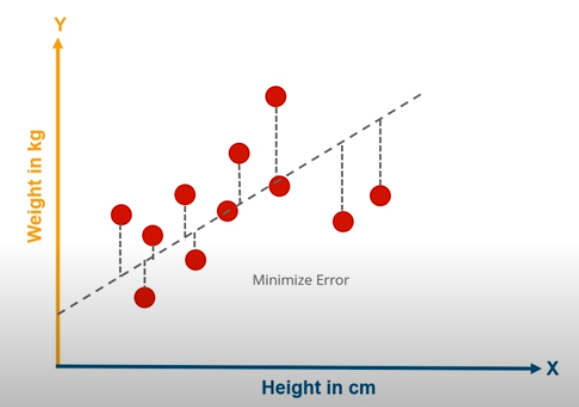 Y
Weight in kg
Minimize Error
X
Height in cm